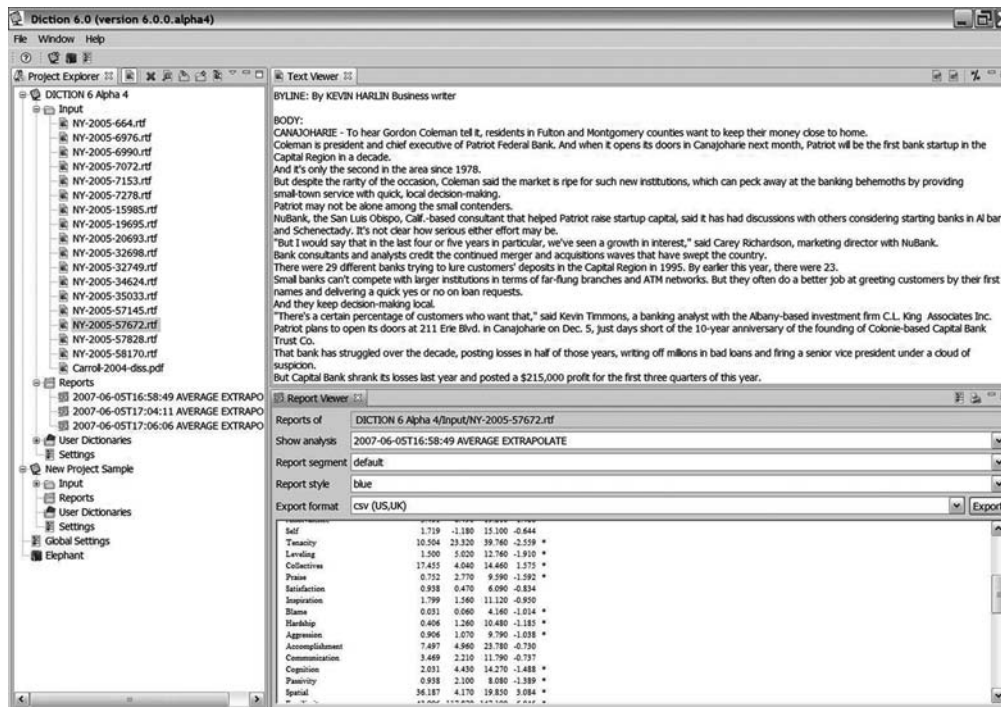 Diction 6.0 (version 6.0.0.alpha4)
File Window Help
Project Explorer
DICTION 6 Alpha 4
Input
NY-2005-664.rtf
NY-2005-6976.rtf
NY-2005-6990.rtf
NY-2005-7072.rtf
NY-2005-7153.rtf
NY-2005-7278.rtf
NY-2005-15985.rtf
NY-2005-19695.rtf
NY-2005-20693.rtf
NY-2005-32698.rtf
NY-2005-32749.rtf
NY-2005-34624.rtf
NY-2005-35033.rtf
NY-2005-57145.rtf
NY-2005-57672.rtf
NY-2005-57828.rtf
NY-2005-58170.rtf
Carrol-2004-dss.pdf
Reports
2007-06-05T16:58:49 AVERAGE EXTRAPO
2007-06-05T17:04:11 AVERAGE EXTRAPO
2007-06-05T17:06:06 AVERAGE EXTRAPO
User Dictionaries
Settings
New Project Sample
Input
Reports
User Dictionaries
Settings
Global Settings
Elephant
Text Viewer
BYLINE: By KEVIN HARLIN Business writer
BODY:
CANAJOHARIE - To hear Gordon Coleman tell it, residents in Fulton and Montgomery counties want to keep their money close to home.
Coleman is president and chief executive of Patriot Federal Bank. And when it opens its doors in Canajoharie next month, Patriot will be the first bank startup in the
Capital Region in a decade.
And it's only the second in the area since 1978.
But despite the rarity of the occasion, Coleman said the market is ripe for such new institutions, which can peck away at the banking behemoths by providing
small-town service with quick, local decision-making.
Patriot may not be alone among the small contenders.
NuBank, the San Luis Obispo, Calif.-based consultant that helped Patriot raise startup capital, said it has had discussions with others considering starting banks in Al ban
and Schenectady. It's not clear how serious either effort may be.
"But I would say that in the last four or five years in particular, we've seen a growth in interest," said Carey Richardson, marketing director with NuBank.
Bank consultants and analysts credit the continued merger and acquisitions waves that have swept the country.
There were 29 different banks trying to lure customers' deposits in the Capital Region in 1995. By earlier this year, there were 23.
Small banks can't compete with larger institutions in terms of far-flung branches and ATM networks. But they often do a better job at greeting customers by their first
names and delivering a quick yes or no on loan requests.
And they keep decision-making local.
"There's a certain percentage of customers who want that," said Kevin Timmons, a banking analyst with the Albany-based investment firm C.L. King Associates Inc.
Patriot plans to open its doors at 211 Erie Blvd. in Canajoharie on Dec. 5, just days short of the 10-year anniversary of the founding of Colonie-based Capital Bank
Trust Co.
That bank has struggled over the decade, posting losses in half of those years, writing off millions in bad loans and firing a senior vice president under a cloud of
suspicion.
But Capital Bank shrank its losses last year and posted a $215,000 profit for the first three quarters of this year.
Report Viewer
Reports of DICTION 6 Alpha 4/Input/NY-2005-57672.rtf
Show analysis 2007-06-05T16:58:49 AVERAGE EXTRAPOLATE
Report segment default
Report style blue
Export format csv (US,UK) Export
Self 1.719 -1.180 15.100 -0.644
Tenacity 10.504 23.320 39.760 -2.559 *
Leveling 1.500 5.020 12.760 -1.910 *
Collectives 17.455 4.040 14.460 1.575 *
Praise 0.752 2.770 9.590 -1.592 *
Satisfaction 0.938 0.470 6.090 -0.834
Inspiration 1.799 1.560 11.120 -0.950
Blame 0.031 0.060 4.160 -1.014 *
Hardship 0.406 1.260 10.480 -1.185 *
Aggression 0.906 1.070 9.790 -1.038 *
Accomplishment 7.497 4.960 23.780 -0.730
Communication 3.469 2.210 11.790 -0.737
Cognition 2.031 4.430 14.270 -1.488 *
Passivity 0.938 2.100 8.080 -1.389 *
Spatial 36.187 4.170 19.850 3.084 *